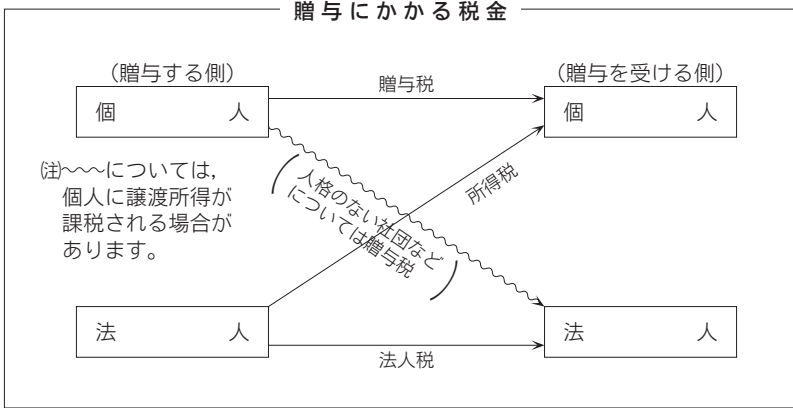 贈与にかかる税金
(贈与する側)
(贈与を受ける側)
個人
贈与税
個人
㊟〰〰については,
個人に譲渡所得が
課税される場合が
あります。
(人格のない社団など
については贈与税)
所得税
法人
法人税
法人